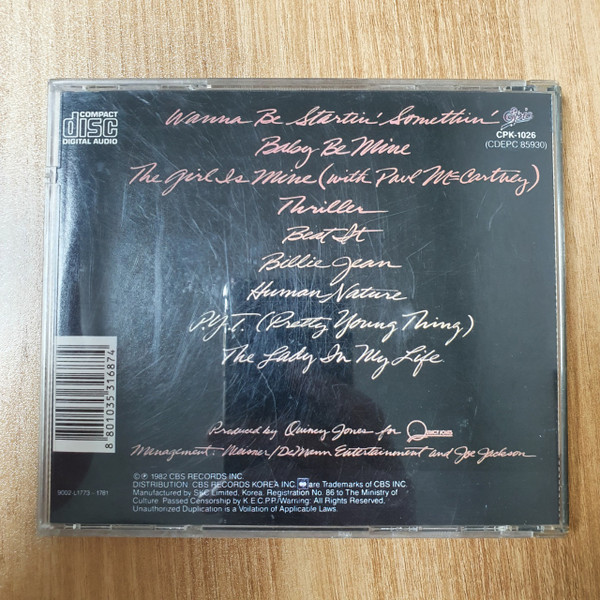 COMPACT
disc
DIGITAL AUDIO
Epic
CPK-1026
(CDEPC 85930)
Wanna Be Startin' Somethin'
Baby Be Mine
The Girl Is Mine (with Paul McCartney)
Thriller
Beat It
Billie Jean
Human Nature
P.Y.T. (Pretty Young Thing)
The Lady In My Life
8 801035 316874
Produced by Quincy Jones for
Management: Weisner/DeMann Entertainment and Joe Jackson
℗ © 1982 CBS RECORDS INC.
DISTRIBUTION. CBS RECORDS KOREA INC. are Trademarks of CBS INC.
Manufactured by SKC Limited, Korea. Registration No. 86 to The Ministry of
Culture. Passed Censorship by K.E.C.P.P/Warning: All Rights Reserved.
Unauthorized Duplication is a Voilation of Applicable Laws.
9002-L1773-1781